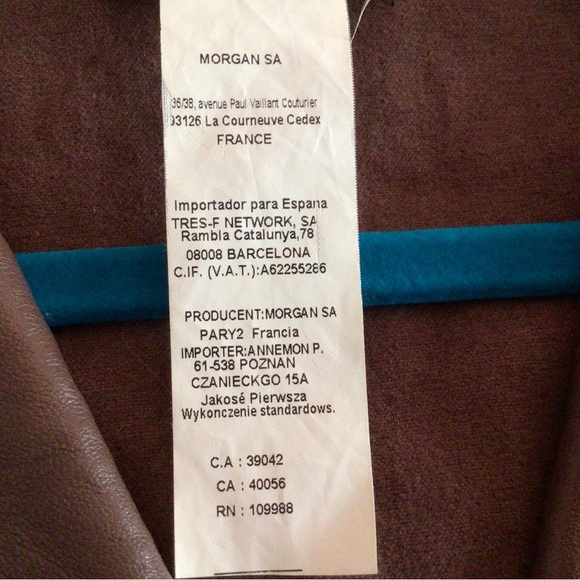 MORGAN SA
36/38, avenue Paul Vaillant Couturier
93126 La Courneuve Cedex
FRANCE
Importador para Espana
TRES-F NETWORK, SA
Rambla Catalunya,78
08008 BARCELONA
C.IF. (V.A.T.):A62255286
PRODUCENT:MORGAN SA
PARY2 Francia
IMPORTER:ANNEMON P.
61-538 POZNAN
CZANIECKGO 15A
Jakosé Pierwsza
Wykonczenie standardows.
C.A : 39042
CA : 40056
RN : 109988